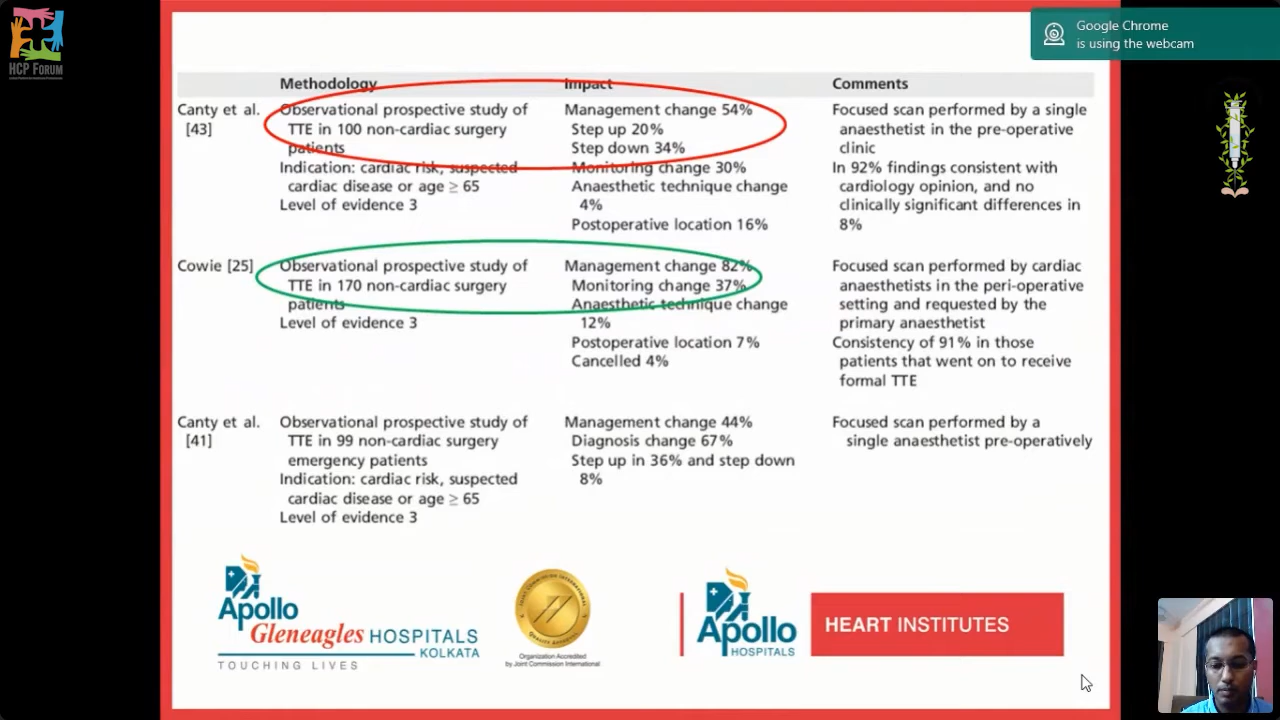 HCP FORUM
Google Chrome
is using the webcam
Methodology Impact Comments
Canty et al. Observational prospective study of Management change 54% Focused scan performed by a single
[43] TTE in 100 non-cardiac surgery Step up 20% anaesthetist in the pre-operative
patients Step down 34% clinic
Indication: cardiac risk, suspected Monitoring change 30% In 92% findings consistent with
cardiac disease or age ≥ 65 Anaesthetic technique change cardiology opinion, and no
Level of evidence 3 4% clinically significant differences in
Postoperative location 16% 8%
Cowie [25] Observational prospective study of Management change 82% Focused scan performed by cardiac
TTE in 170 non-cardiac surgery Monitoring change 37% anaesthetists in the peri-operative
patients Anaesthetic technique change setting and requested by the
Level of evidence 3 12% primary anaesthetist
Postoperative location 7% Consistency of 91% in those
Cancelled 4% patients that went on to receive
formal TTE
Canty et al. Observational prospective study of Management change 44% Focused scan performed by a
[41] TTE in 99 non-cardiac surgery Diagnosis change 67% single anaesthetist pre-operatively
emergency patients Step up in 36% and step down
Indication: cardiac risk, suspected 8%
cardiac disease or age ≥ 65
Level of evidence 3
Apollo
Gleneagles HOSPITALS
KOLKATA
TOUCHING LIVES
Organization Accredited
by Joint Commission International
Apollo
HOSPITALS
HEART INSTITUTES